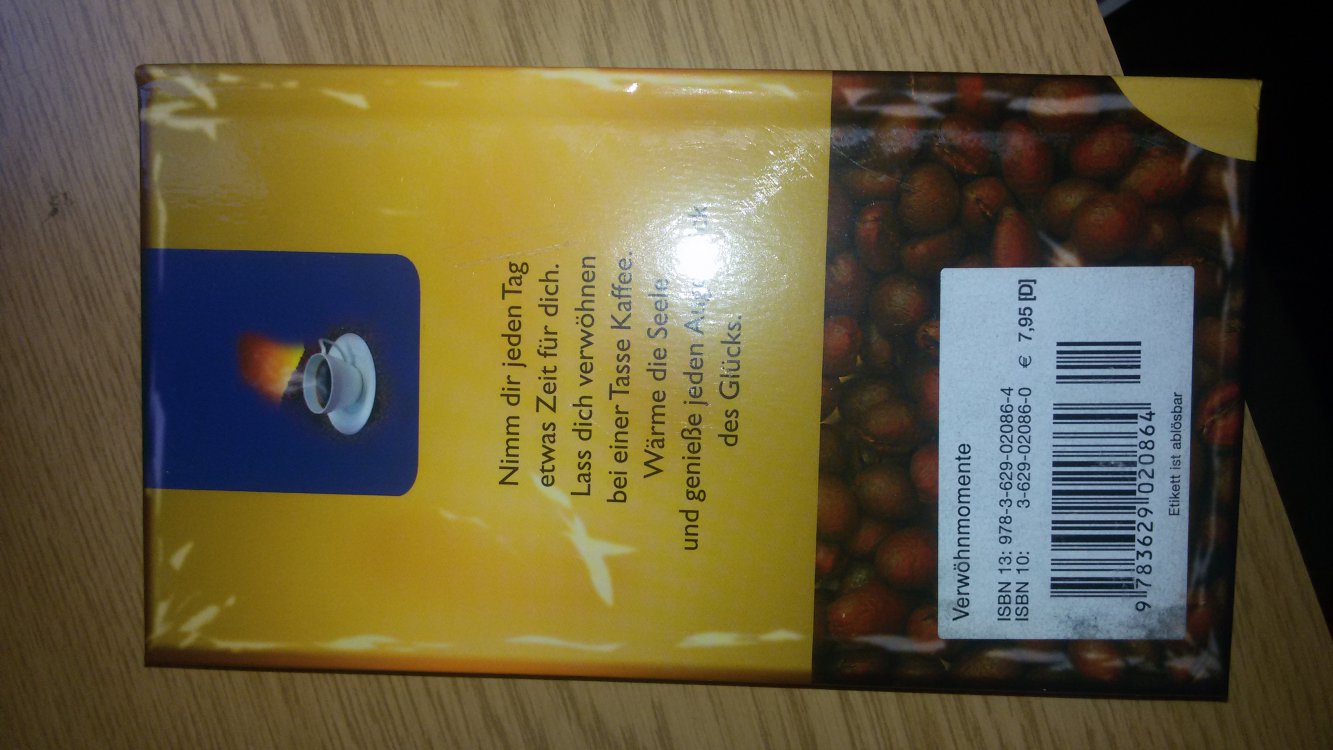 Nimm dir jeden Tag
etwas Zeit für dich.
Lass dich verwöhnen
bei einer Tasse Kaffee.
Wärme die Seele
und genieße jeden
des Glücks.
Verwöhnmomente
ISBN 13: 978-3-629-02086-4
ISBN 10: 3-629-02086-0 € 7,95 [D]
9 783629 020864
Etikett ist ablösbar